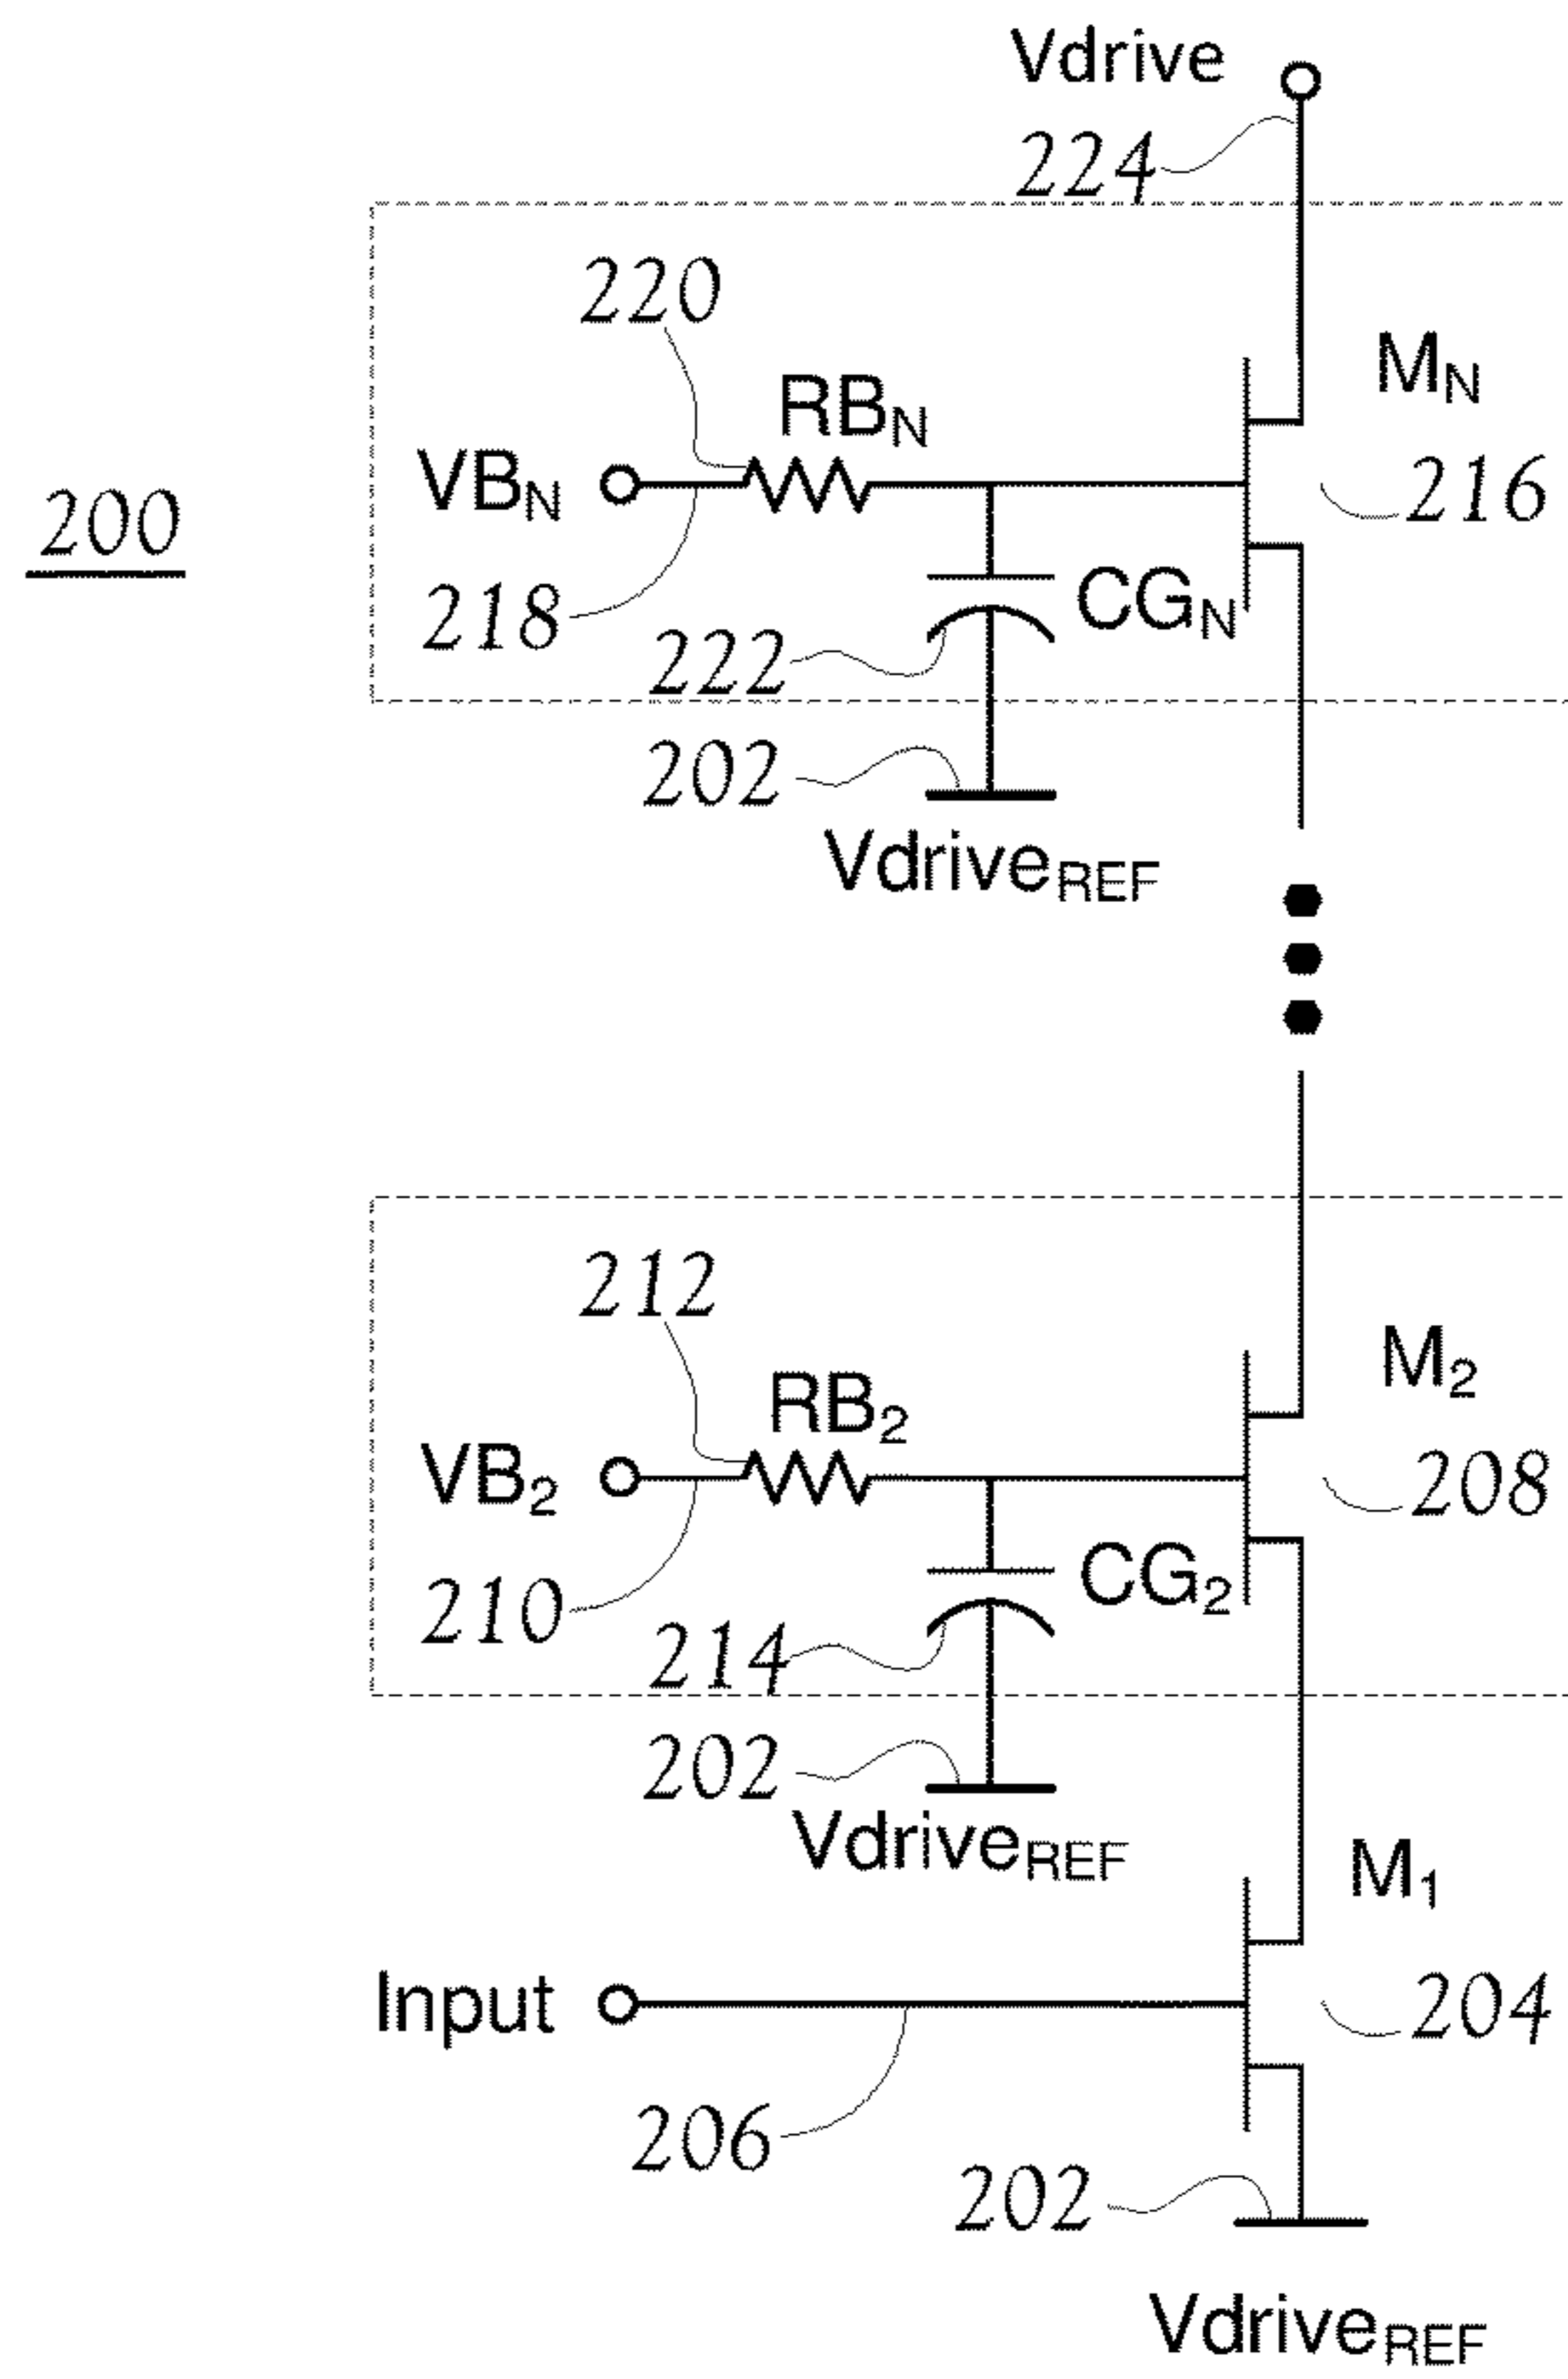 Vdrive
224
220
RBN
MN
VBN
216
200
218
CGN
222
202
VdriveREF
212
M2
RB2
VB2
208
CG2
210
214
202
VdriveREF
M1
Input
204
206
202
VdriveREF